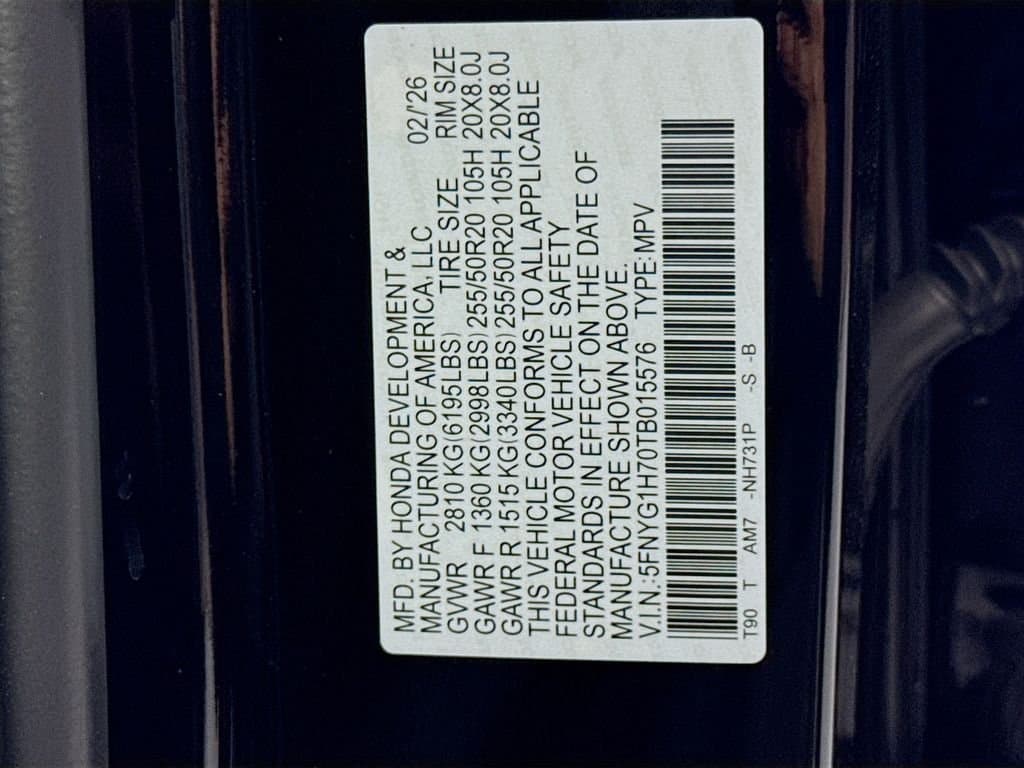 MFD. BY HONDA DEVELOPMENT &
MANUFACTURING OF AMERICA, LLC 02/'26
GVWR 2810 KG(6195LBS) TIRE SIZE RIM SIZE
GAWR F 1360 KG(2998LBS) 255/50R20 105H 20X8.0J
GAWR R 1515 KG(3340LBS) 255/50R20 105H 20X8.0J
THIS VEHICLE CONFORMS TO ALL APPLICABLE
FEDERAL MOTOR VEHICLE SAFETY
STANDARDS IN EFFECT ON THE DATE OF
MANUFACTURE SHOWN ABOVE.
V.I.N.:5FNYG1H70TB015576 TYPE:MPV
T90 T AM7 -NH731P -S -B